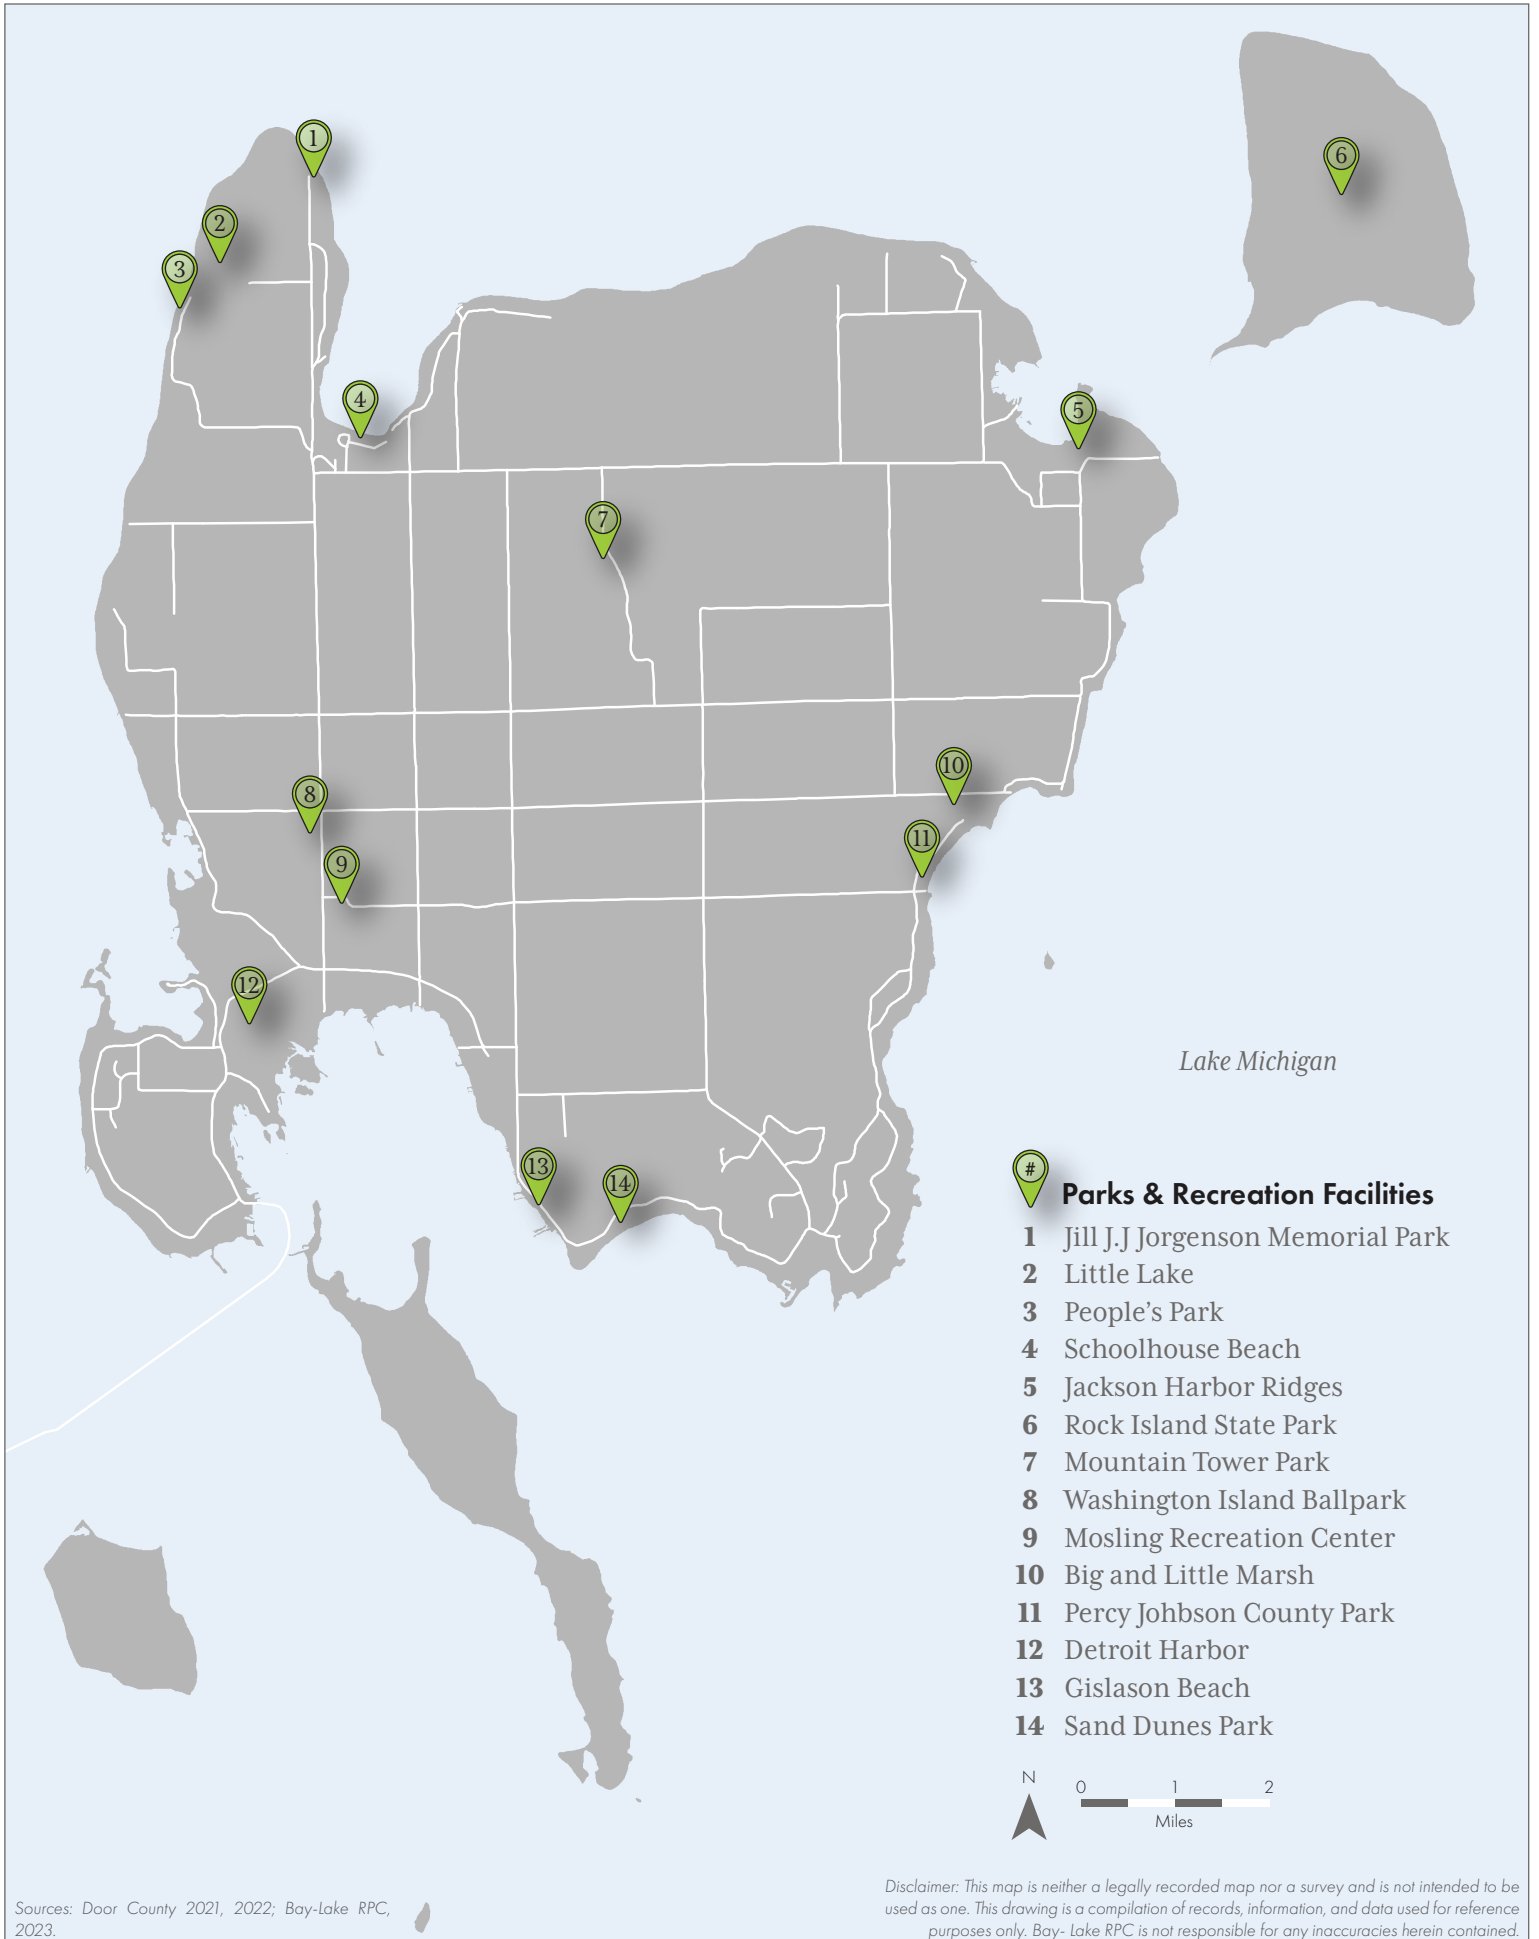 1
2
3
4
5
6
7
8
9
10
11
12
13
14
Lake Michigan
# Parks & Recreation Facilities
1 Jill J.J Jorgenson Memorial Park
2 Little Lake
3 People's Park
4 Schoolhouse Beach
5 Jackson Harbor Ridges
6 Rock Island State Park
7 Mountain Tower Park
8 Washington Island Ballpark
9 Mosling Recreation Center
10 Big and Little Marsh
11 Percy Johbson County Park
12 Detroit Harbor
13 Gislason Beach
14 Sand Dunes Park
N
0 1 2
Miles
Sources: Door County 2021, 2022; Bay-Lake RPC,
2023.
Disclaimer: This map is neither a legally recorded map nor a survey and is not intended to be
used as one. This drawing is a compilation of records, information, and data used for reference
purposes only. Bay- Lake RPC is not responsible for any inaccuracies herein contained.